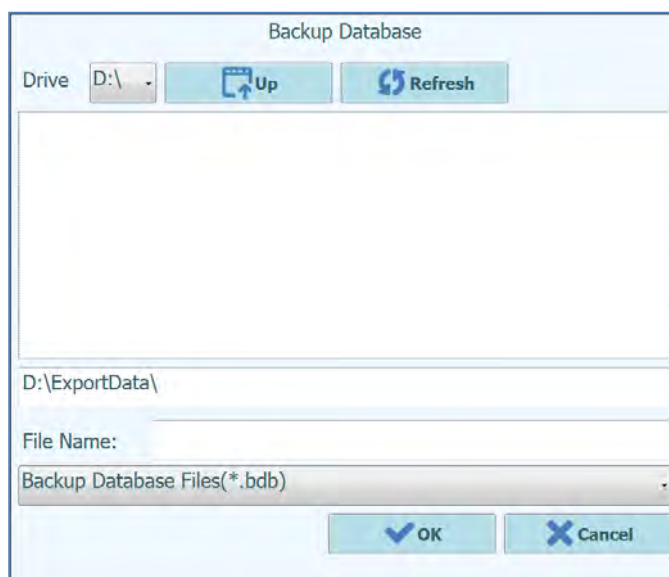 Backup Database
Drive D:\ Up Refresh
D:\ExportData\
File Name:
Backup Database Files(*.bdb)
OK Cancel